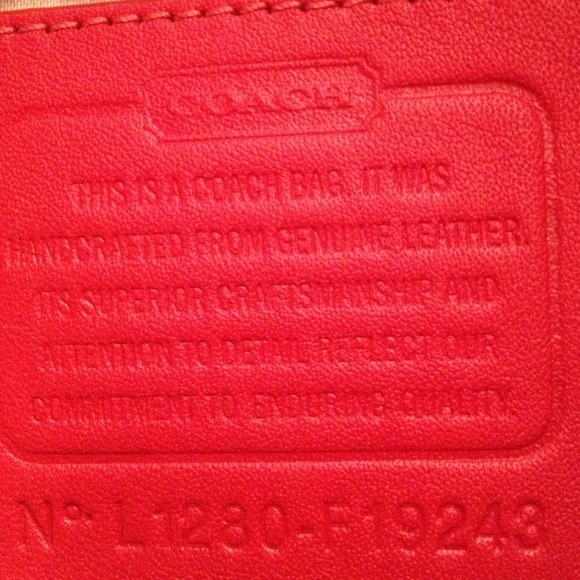 COACH
THIS IS A COACH BAG. IT WAS
HANDCRAFTED FROM GENUINE LEATHER.
ITS SUPERIOR CRAFTSMANSHIP AND
ATTENTION TO DETAIL REFLECT OUR
COMMITMENT TO ENDURING QUALITY.
Nº L1280-F19243